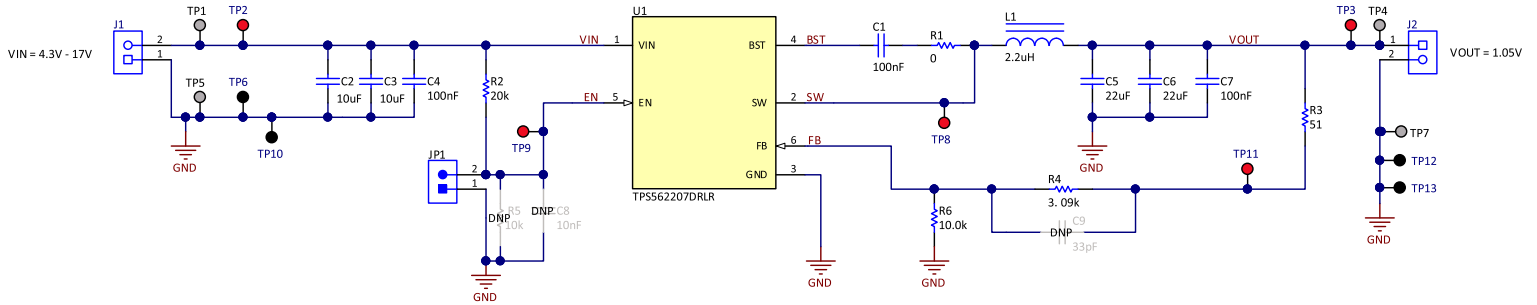 VIN = 4.3V - 17V
J1
2
1
TP1
TP2
TP5
TP6
TP10
GND
C2
10uF
C3
10uF
C4
100nF
R2
20k
VIN
EN
TP9
JP1
2
1
DNP
R5
10k
DNP
C8
10nF
GND
U1
1
VIN
5
EN
BST
4
SW
2
FB
6
GND
3
TPS562207DRLR
BST
SW
FB
GND
C1
100nF
R1
0
L1
2.2uH
TP8
C5
22uF
C6
22uF
C7
100nF
GND
VOUT
R3
51
TP11
R4
3. 09k
C9
DNP
33pF
R6
10.0k
GND
TP3
TP4
J2
1
2
VOUT = 1.05V
TP7
TP12
TP13
GND